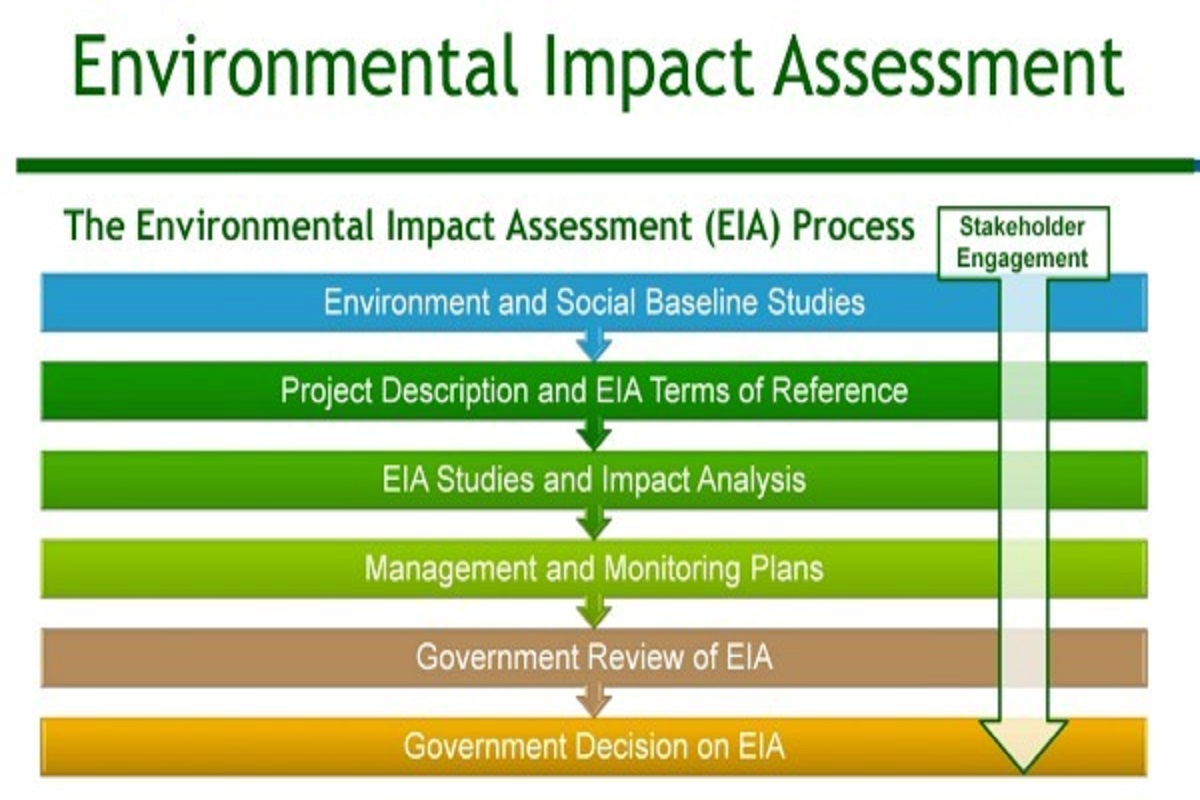 Environmental Impact Assessment
The Environmental Impact Assessment (EIA) Process
Stakeholder
Engagement
Environment and Social Baseline Studies
Project Description and EIA Terms of Reference
EIA Studies and Impact Analysis
Management and Monitoring Plans
Government Review of EIA
Government Decision on EIA